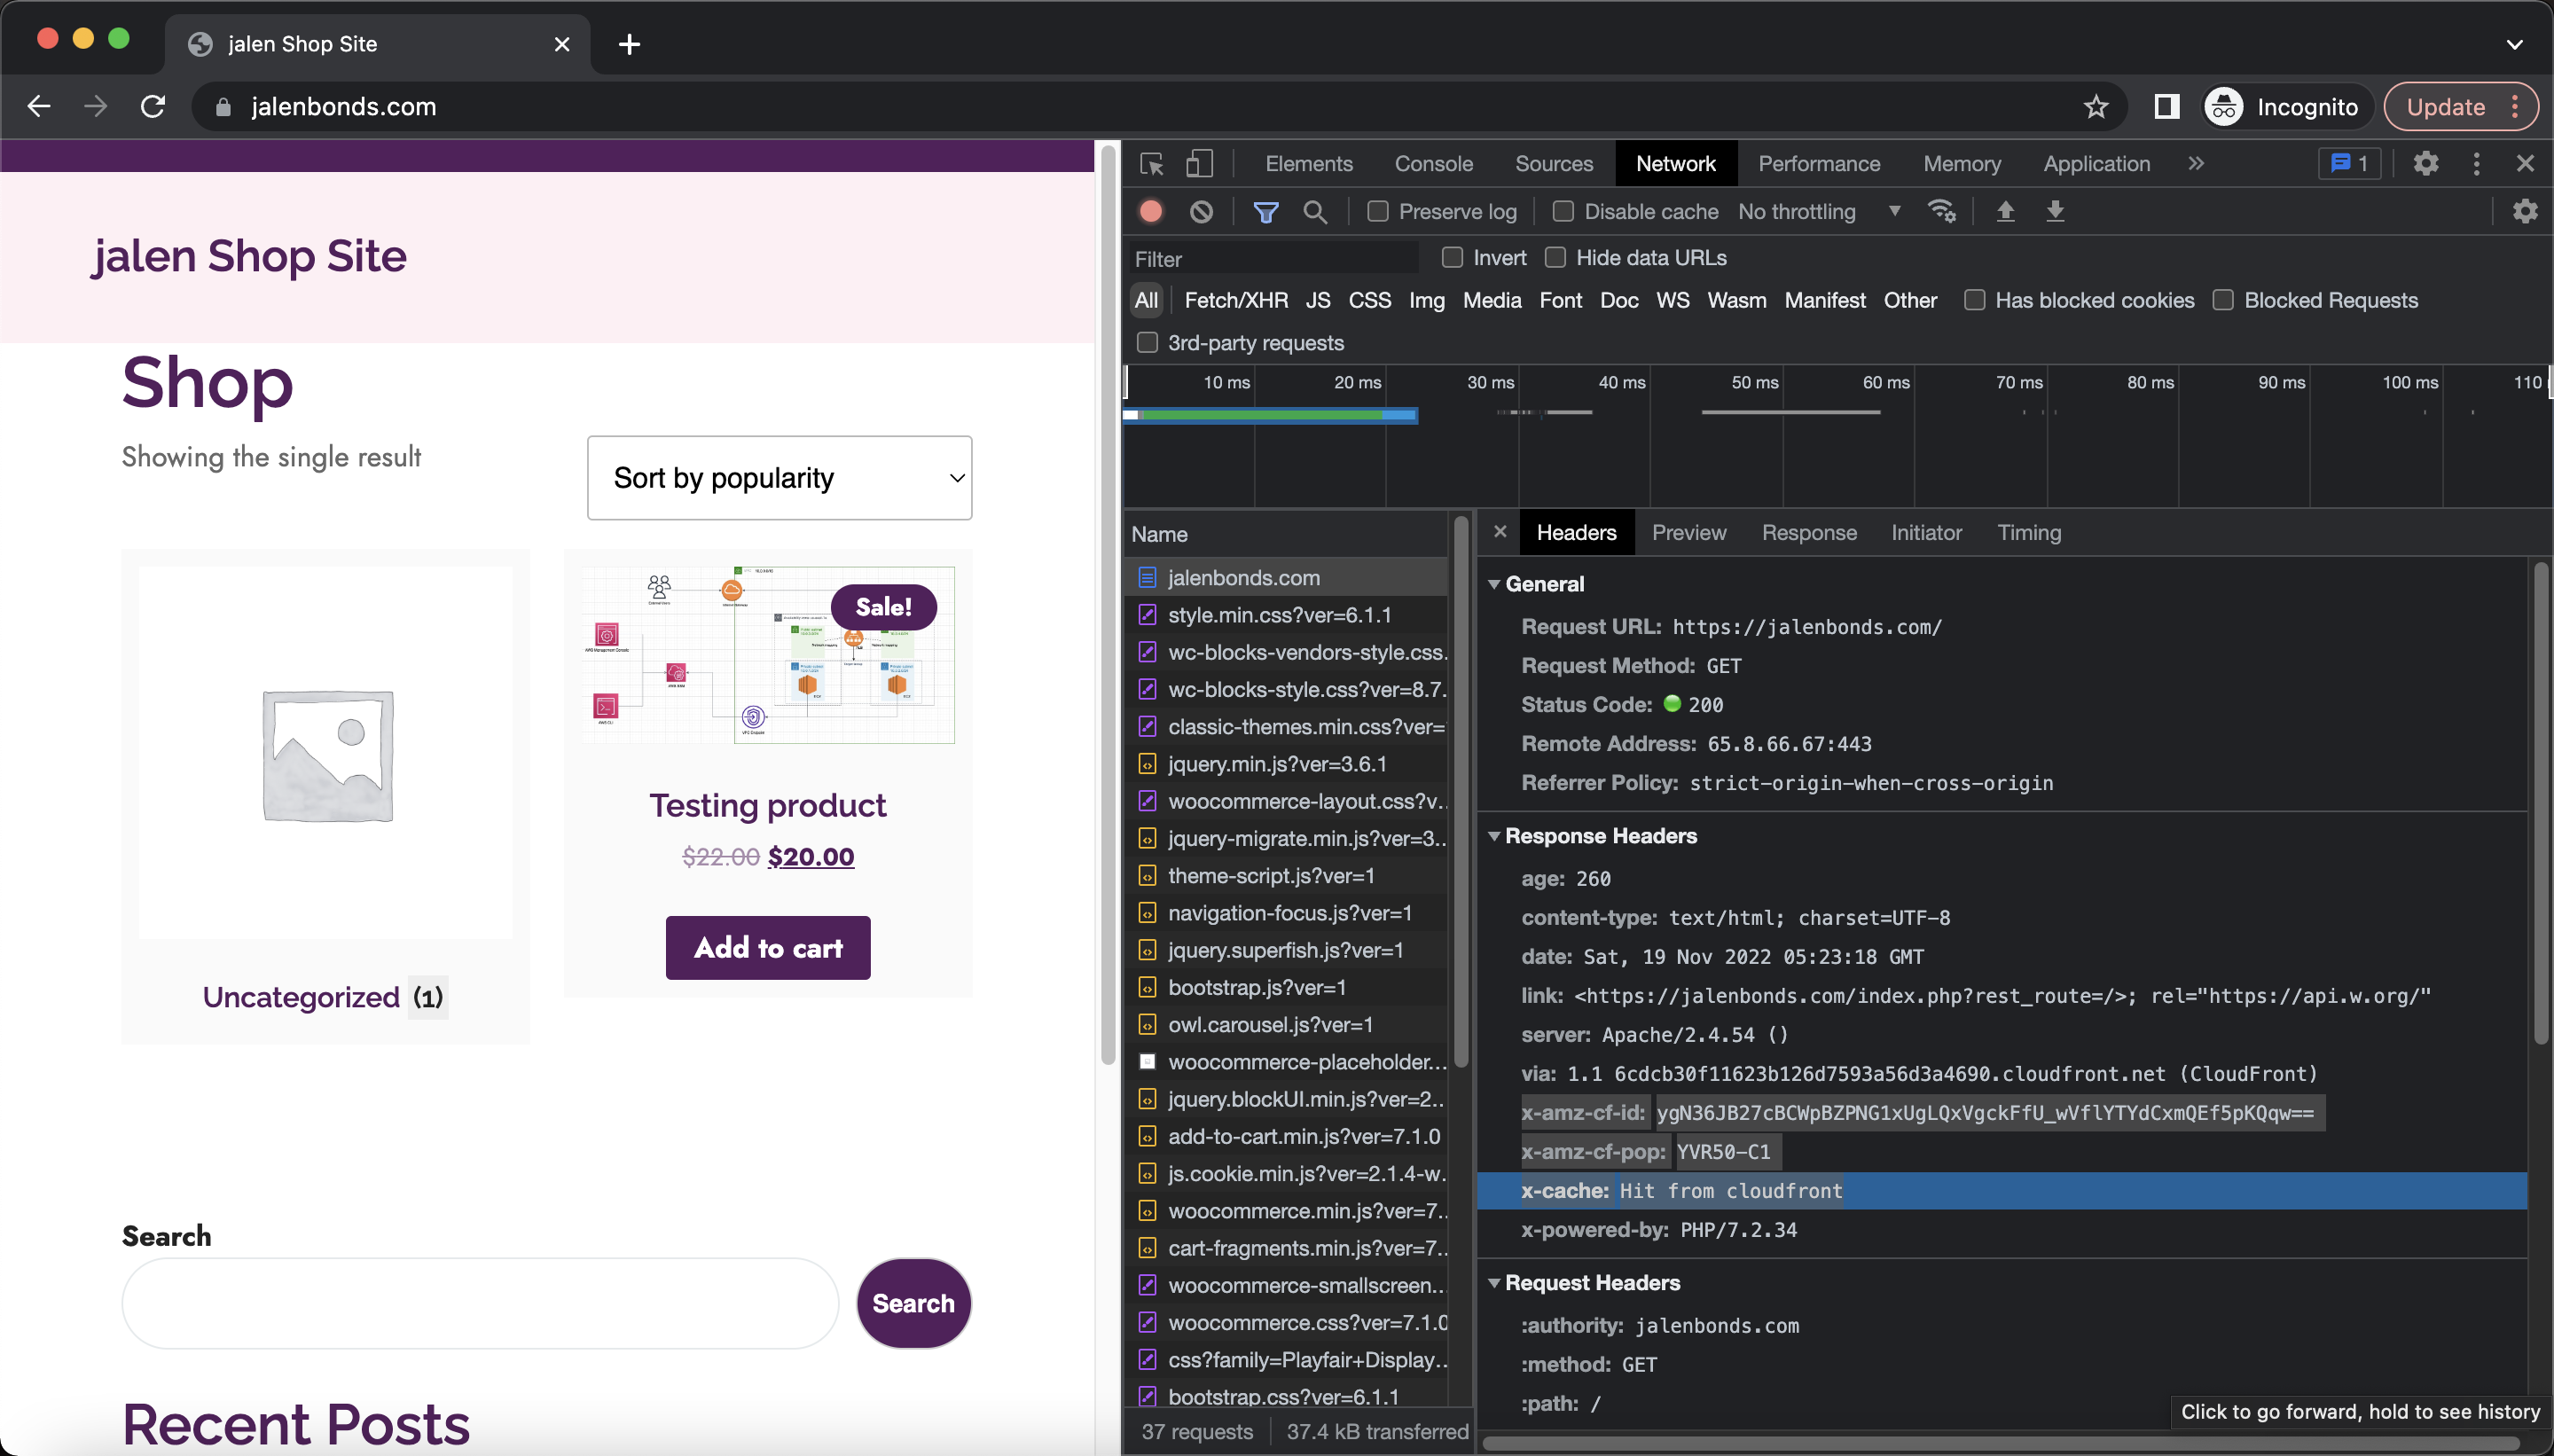 jalen Shop Site
jalenbonds.com
Incognito
Update
jalen Shop Site
Shop
Showing the single result
Sort by popularity
Sale!
Testing product
$22.00 $20.00
Add to cart
Uncategorized (1)
Search
Search
Recent Posts
Elements
Console
Sources
Network
Performance
Memory
Application
1
Preserve log
Disable cache
No throttling
Filter
Invert
Hide data URLs
All
Fetch/XHR
JS
CSS
Img
Media
Font
Doc
WS
Wasm
Manifest
Other
Has blocked cookies
Blocked Requests
3rd-party requests
10 ms
20 ms
30 ms
40 ms
50 ms
60 ms
70 ms
80 ms
90 ms
100 ms
110
Name
jalenbonds.com
style.min.css?ver=6.1.1
wc-blocks-vendors-style.css.
wc-blocks-style.css?ver=8.7.
classic-themes.min.css?ver=
jquery.min.js?ver=3.6.1
woocommerce-layout.css?v..
jquery-migrate.min.js?ver=3..
theme-script.js?ver=1
navigation-focus.js?ver=1
jquery.superfish.js?ver=1
bootstrap.js?ver=1
owl.carousel.js?ver=1
woocommerce-placeholder...
jquery.blockUI.min.js?ver=2..
add-to-cart.min.js?ver=7.1.0
js.cookie.min.js?ver=2.1.4-w.
woocommerce.min.js?ver=7..
cart-fragments.min.js?ver=7..
woocommerce-smallscreen..
woocommerce.css?ver=7.1.0
css?family=Playfair+Display..
bootstrap.css?ver=6.1.1
37 requests
37.4 kB transferred
Headers
Preview
Response
Initiator
Timing
General
Request URL: https://jalenbonds.com/
Request Method: GET
Status Code: 200
Remote Address: 65.8.66.67:443
Referrer Policy: strict-origin-when-cross-origin
Response Headers
age: 260
content-type: text/html; charset=UTF-8
date: Sat, 19 Nov 2022 05:23:18 GMT
link: <https://jalenbonds.com/index.php?rest_route=/>; rel="https://api.w.org/"
server: Apache/2.4.54 ()
via: 1.1 6cdcb30f11623b126d7593a56d3a4690.cloudfront.net (CloudFront)
x-amz-cf-id: ygN36JB27cBCWpBZPNG1xUgLQxVgckFfU_wVflYTYdCxmQEf5pKQqw==
x-amz-cf-pop: YVR50-C1
x-cache: Hit from cloudfront
x-powered-by: PHP/7.2.34
Request Headers
:authority: jalenbonds.com
:method: GET
:path: /
Click to go forward, hold to see history